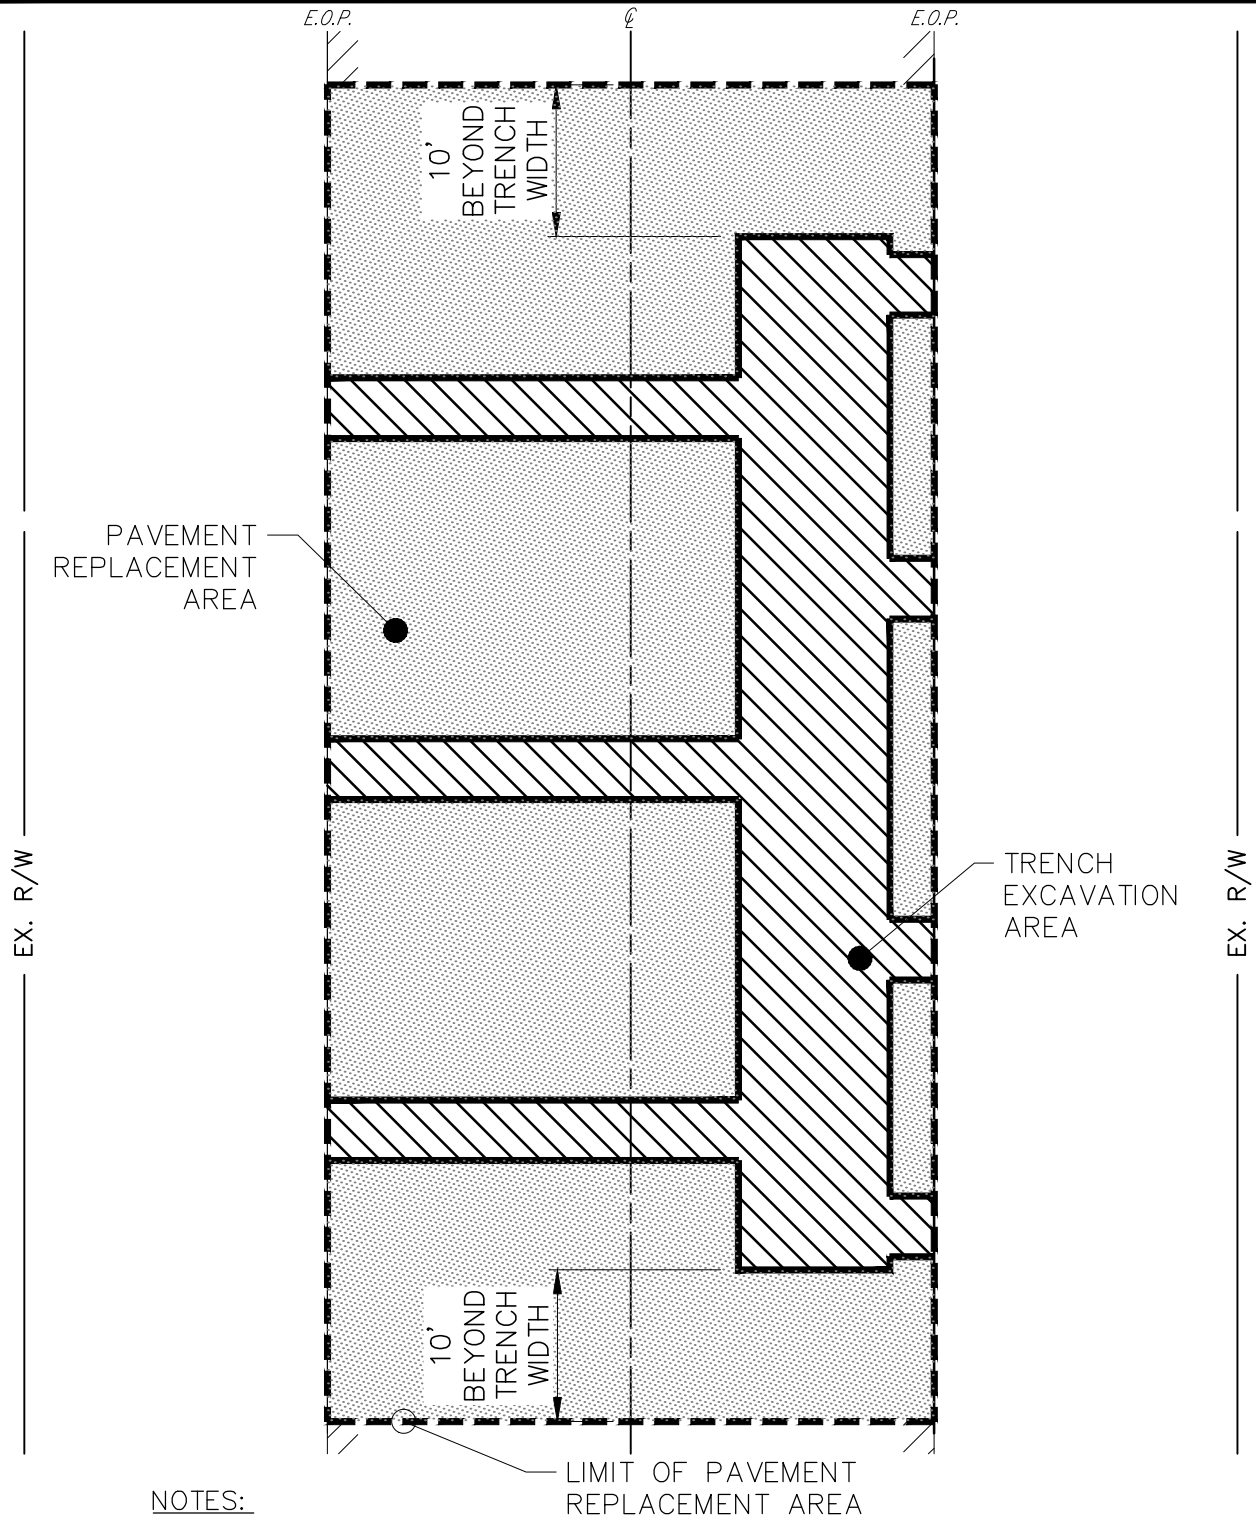 E.O.P.
℄
E.O.P.
10'
BEYOND
TRENCH
WIDTH
PAVEMENT
REPLACEMENT
AREA
TRENCH
EXCAVATION
AREA
EX. R/W
EX. R/W
10'
BEYOND
TRENCH
WIDTH
LIMIT OF PAVEMENT
REPLACEMENT AREA
NOTES: